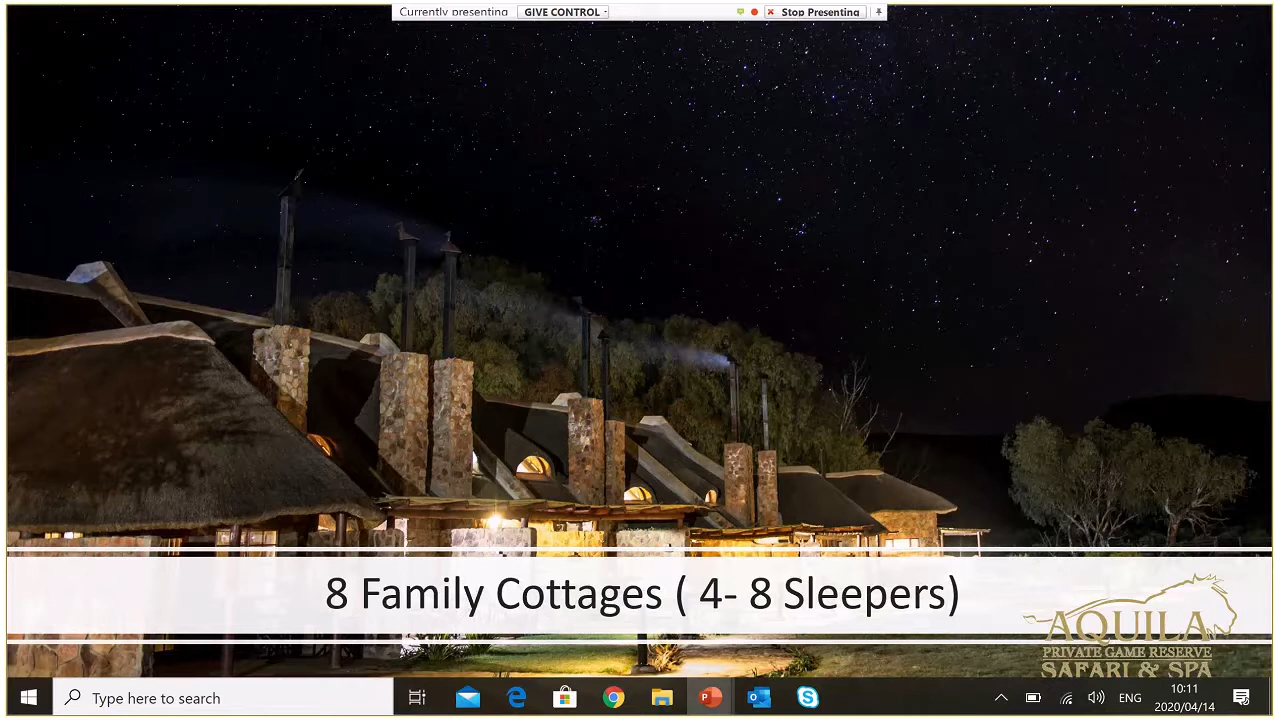 Currently presenting GIVE CONTROL Stop Presenting
8 Family Cottages ( 4- 8 Sleepers)
AQUILA
PRIVATE GAME RESERVE
SAFARI & SPA
Type here to search
ENG
10:11
2020/04/14